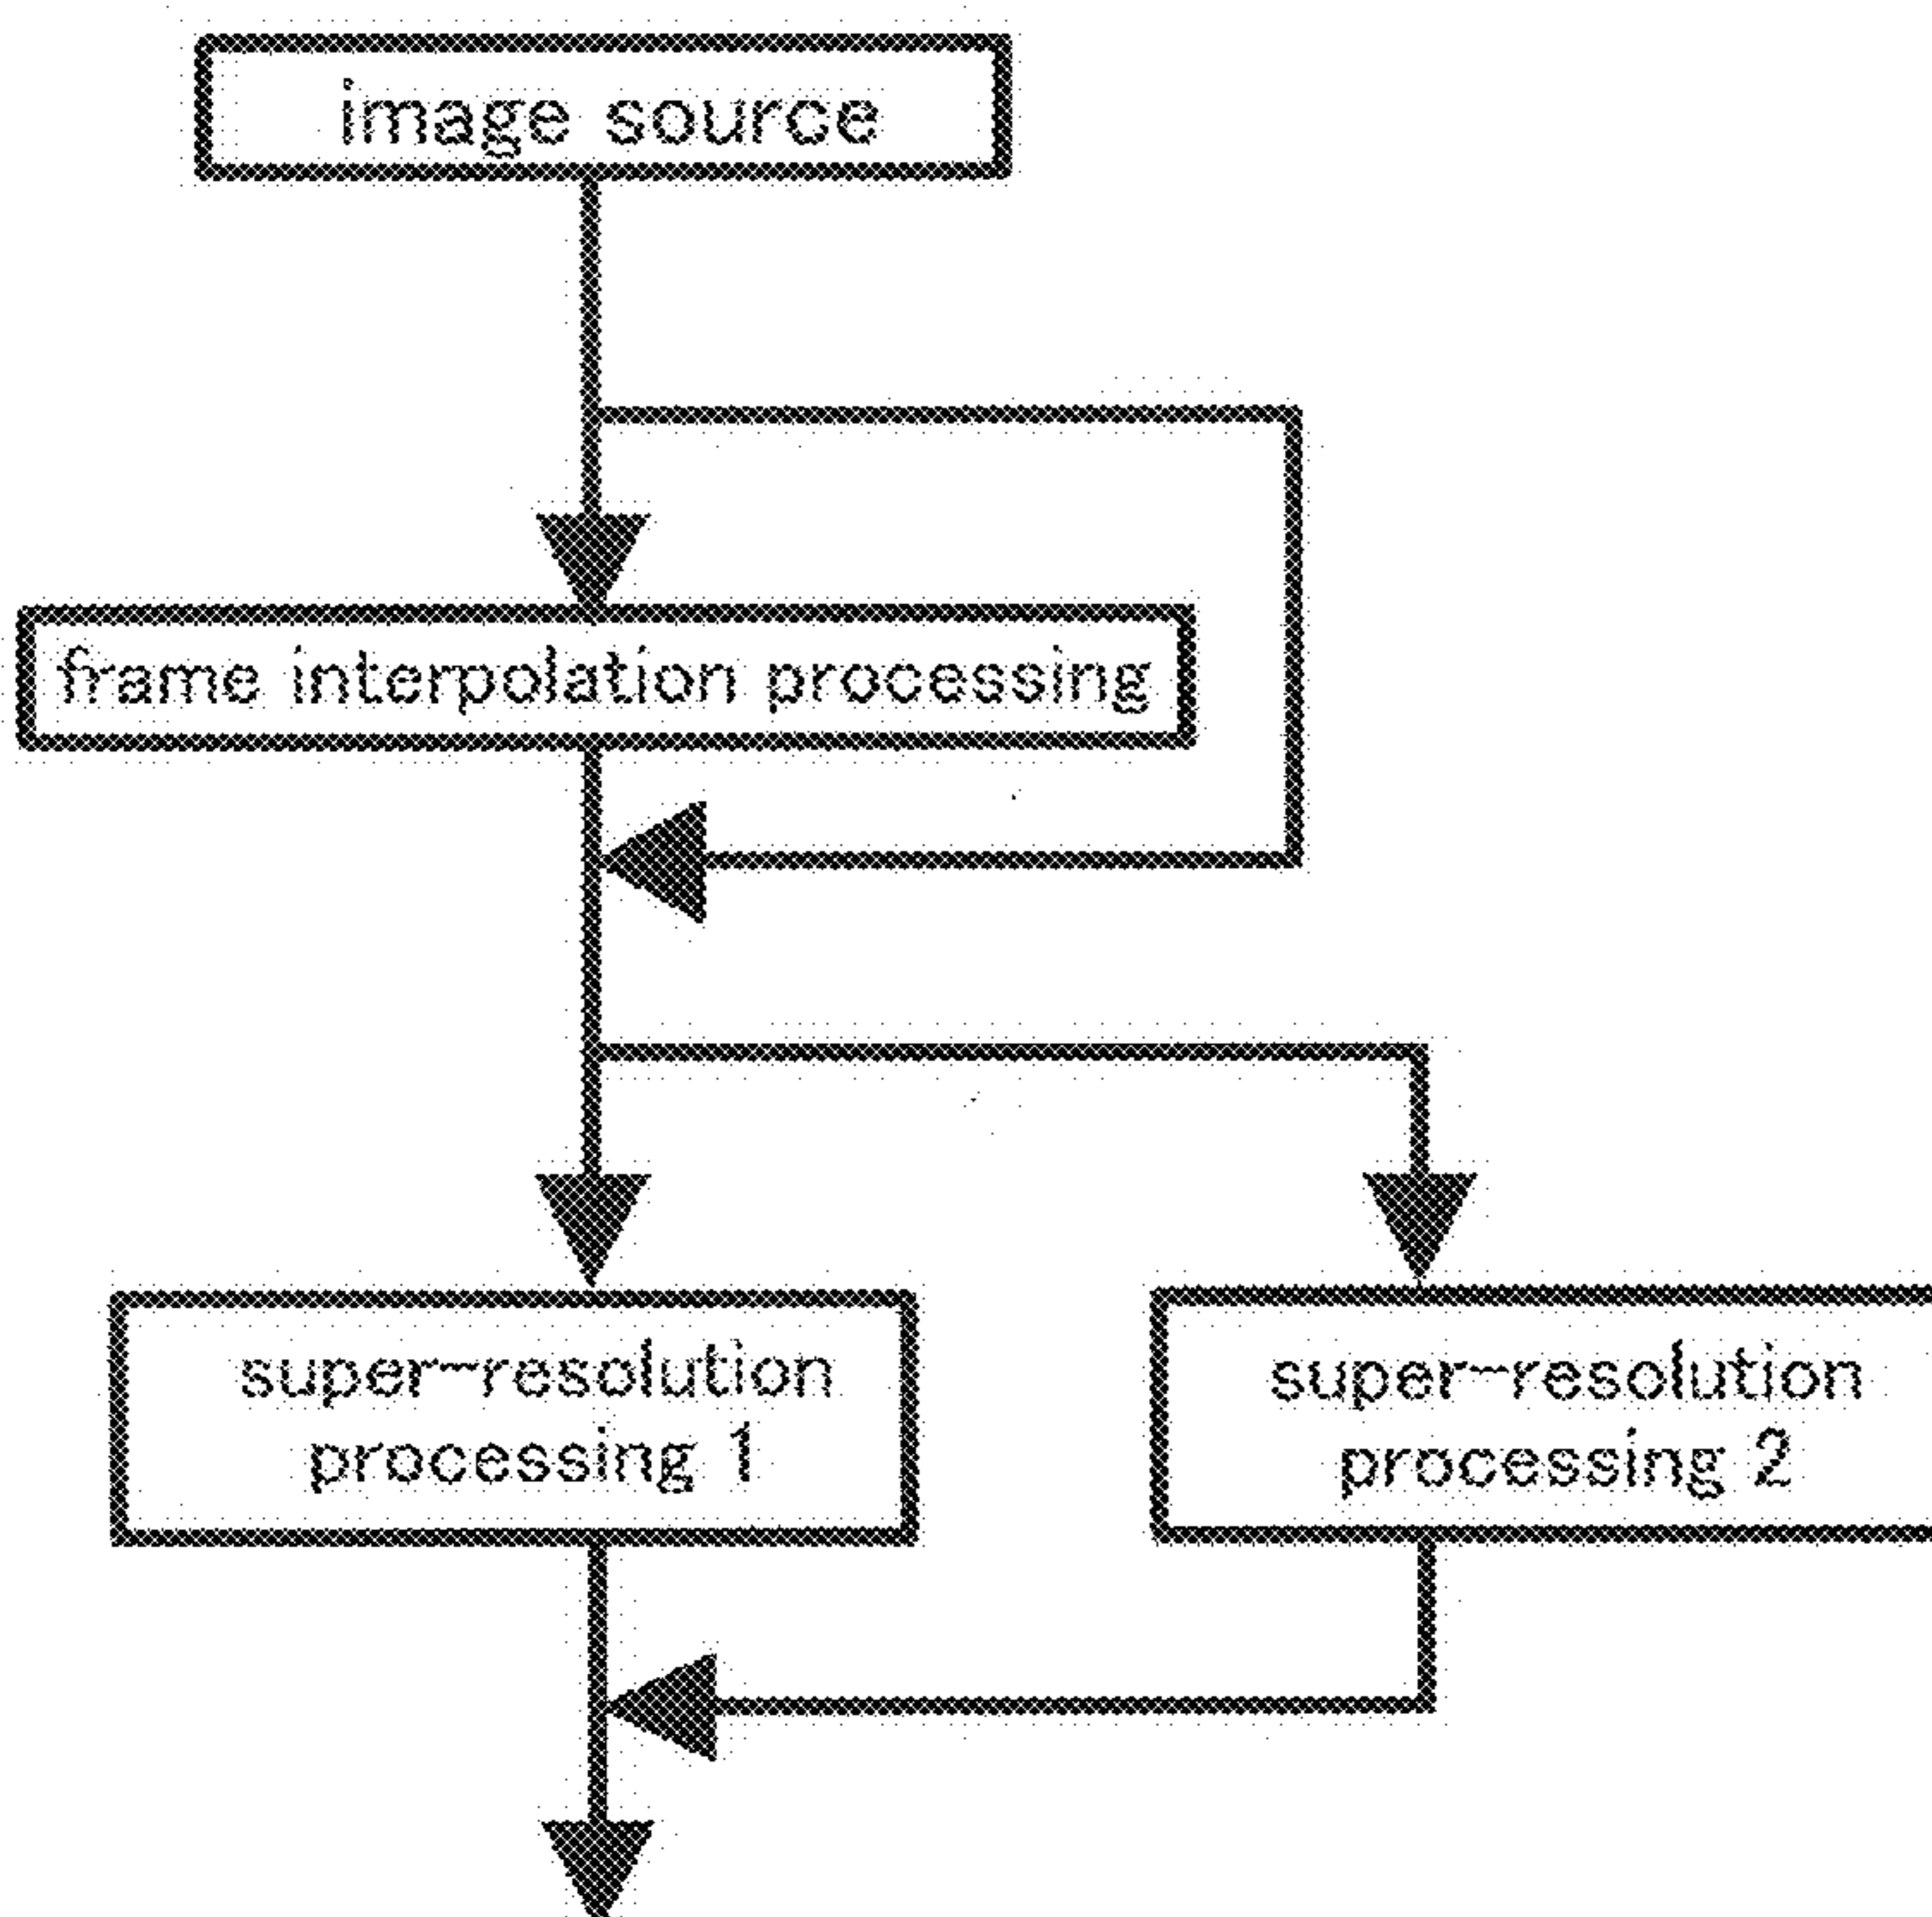 image source
frame interpolation processing
super-resolution
processing 1
super-resolution
processing 2